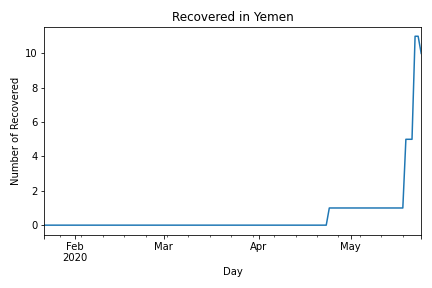 Recovered in Yemen
Number of Recovered
10
8
6
4
2
0
Feb
2020
Mar
Apr
May
Day